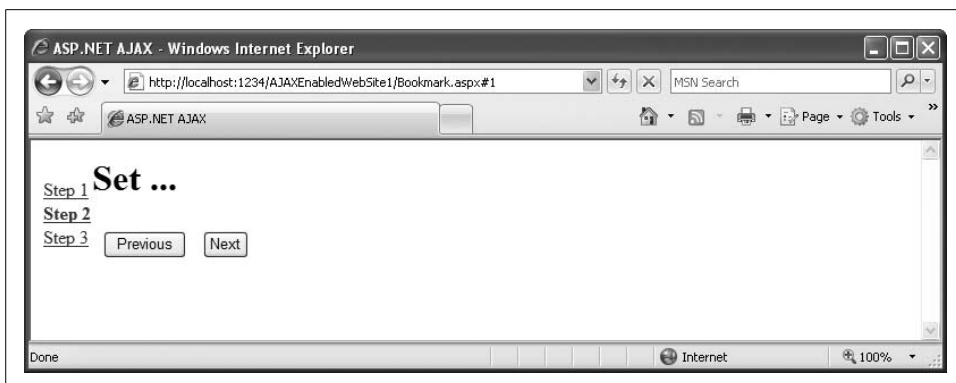 ASP.NET AJAX - Windows Internet Explorer
http://localhost:1234/AJAXEnabledWebSite1/Bookmark.aspx#1
MSN Search
ASP.NET AJAX
Page
Tools
Set ...
Step 1
Step 2
Step 3
Previous
Next
Done
Internet
100%